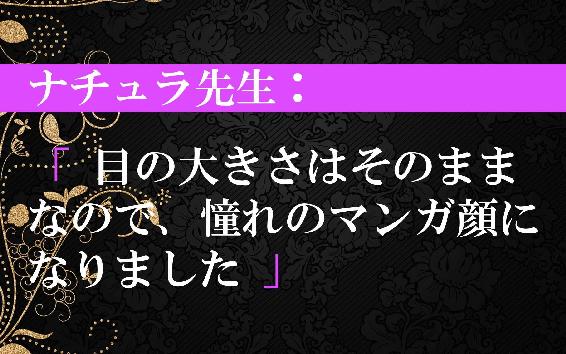 ナチュラ先生：
「目の大きさはそのまま
なので、憧れのマンガ顔に
なりました」